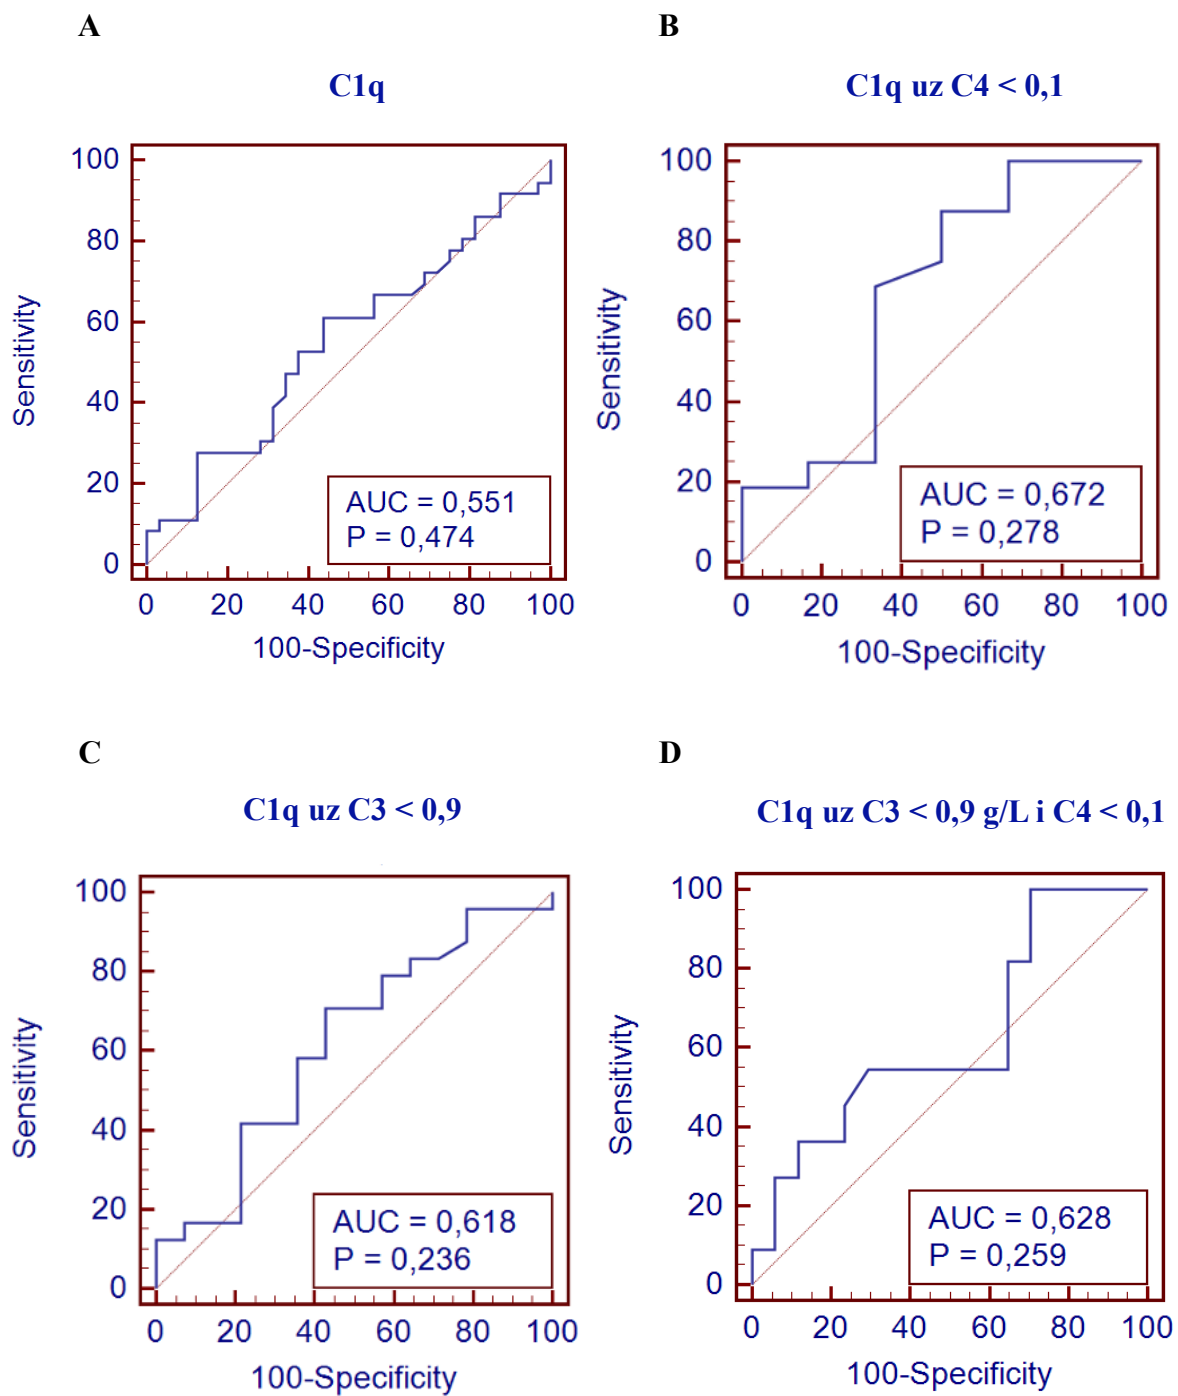 A
C1q
100
80
60
40
20
0
Sensitivity
AUC = 0,551
P = 0,474
0 20 40 60 80 100
100-Specificity
B
C1q uz C4 < 0,1
100
80
60
40
20
0
Sensitivity
AUC = 0,672
P = 0,278
0 20 40 60 80 100
100-Specificity
C
C1q uz C3 < 0,9
100
80
60
40
20
0
Sensitivity
AUC = 0,618
P = 0,236
0 20 40 60 80 100
100-Specificity
D
C1q uz C3 < 0,9 g/L i C4 < 0,1
100
80
60
40
20
0
Sensitivity
AUC = 0,628
P = 0,259
0 20 40 60 80 100
100-Specificity